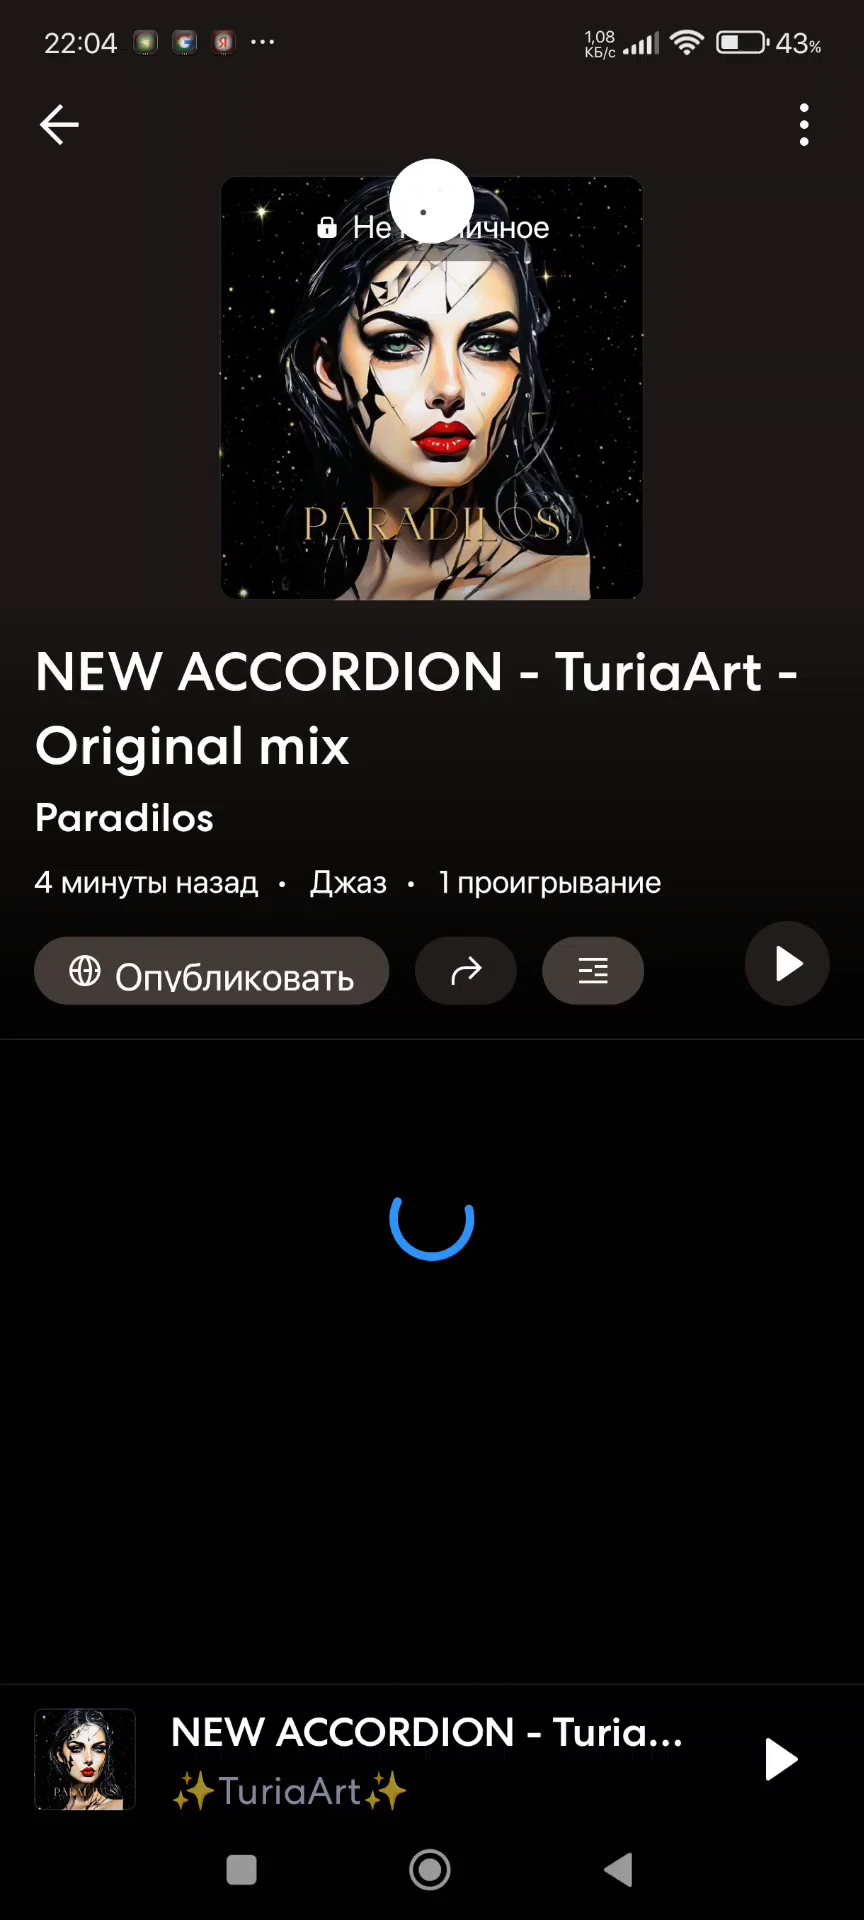 22:04
1,08
КБ/с
43%
Не
PARADILOS
NEW ACCORDION - TuriaArt -
Original mix
Paradilos
4 минуты назад • Джаз • 1 проигрывание
Опубликовать
NEW ACCORDION - Turia...
PARADILOS
✨TuriaArt✨